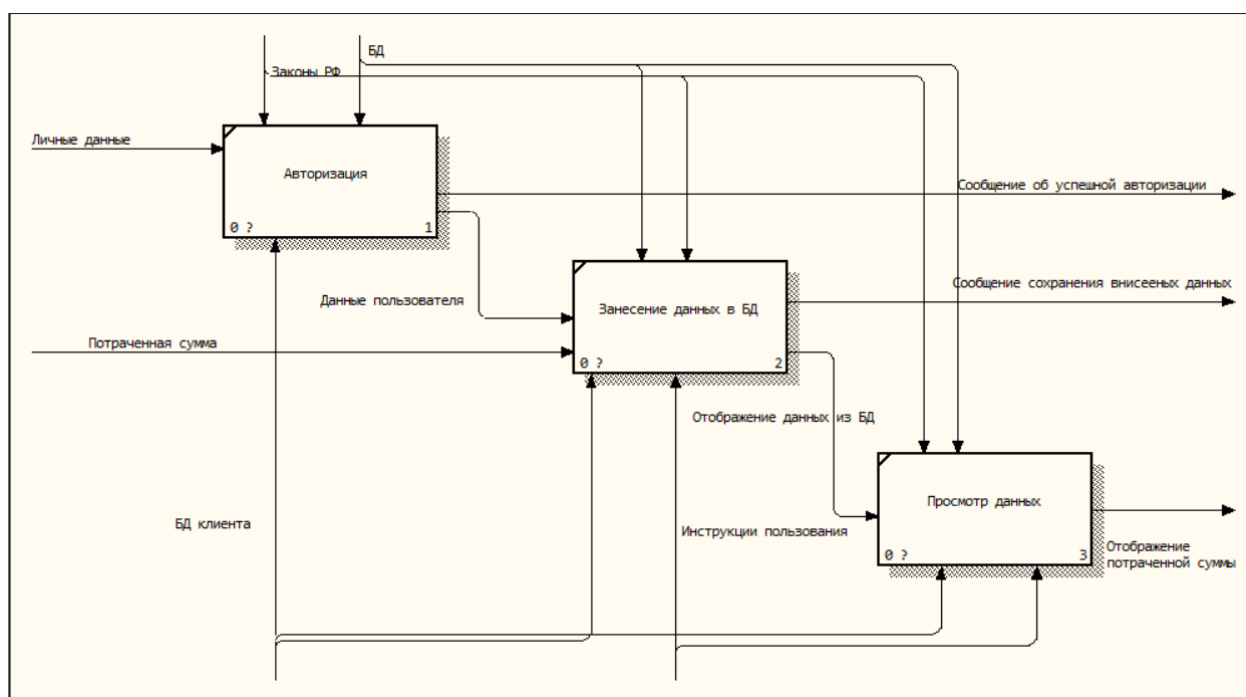 БД
Законы РФ
Личные данные
Авторизация
Сообщение об успешной авторизации
0 ?
1
Сообщение сохранения внисееных данных
Данные пользователя
Занесение данных в БД
Потраченная сумма
0 ?
2
Отображение данных из БД
Просмотр данных
БД клиента
Инструкции пользования
Отображение
потраченной суммы
0 ?
3